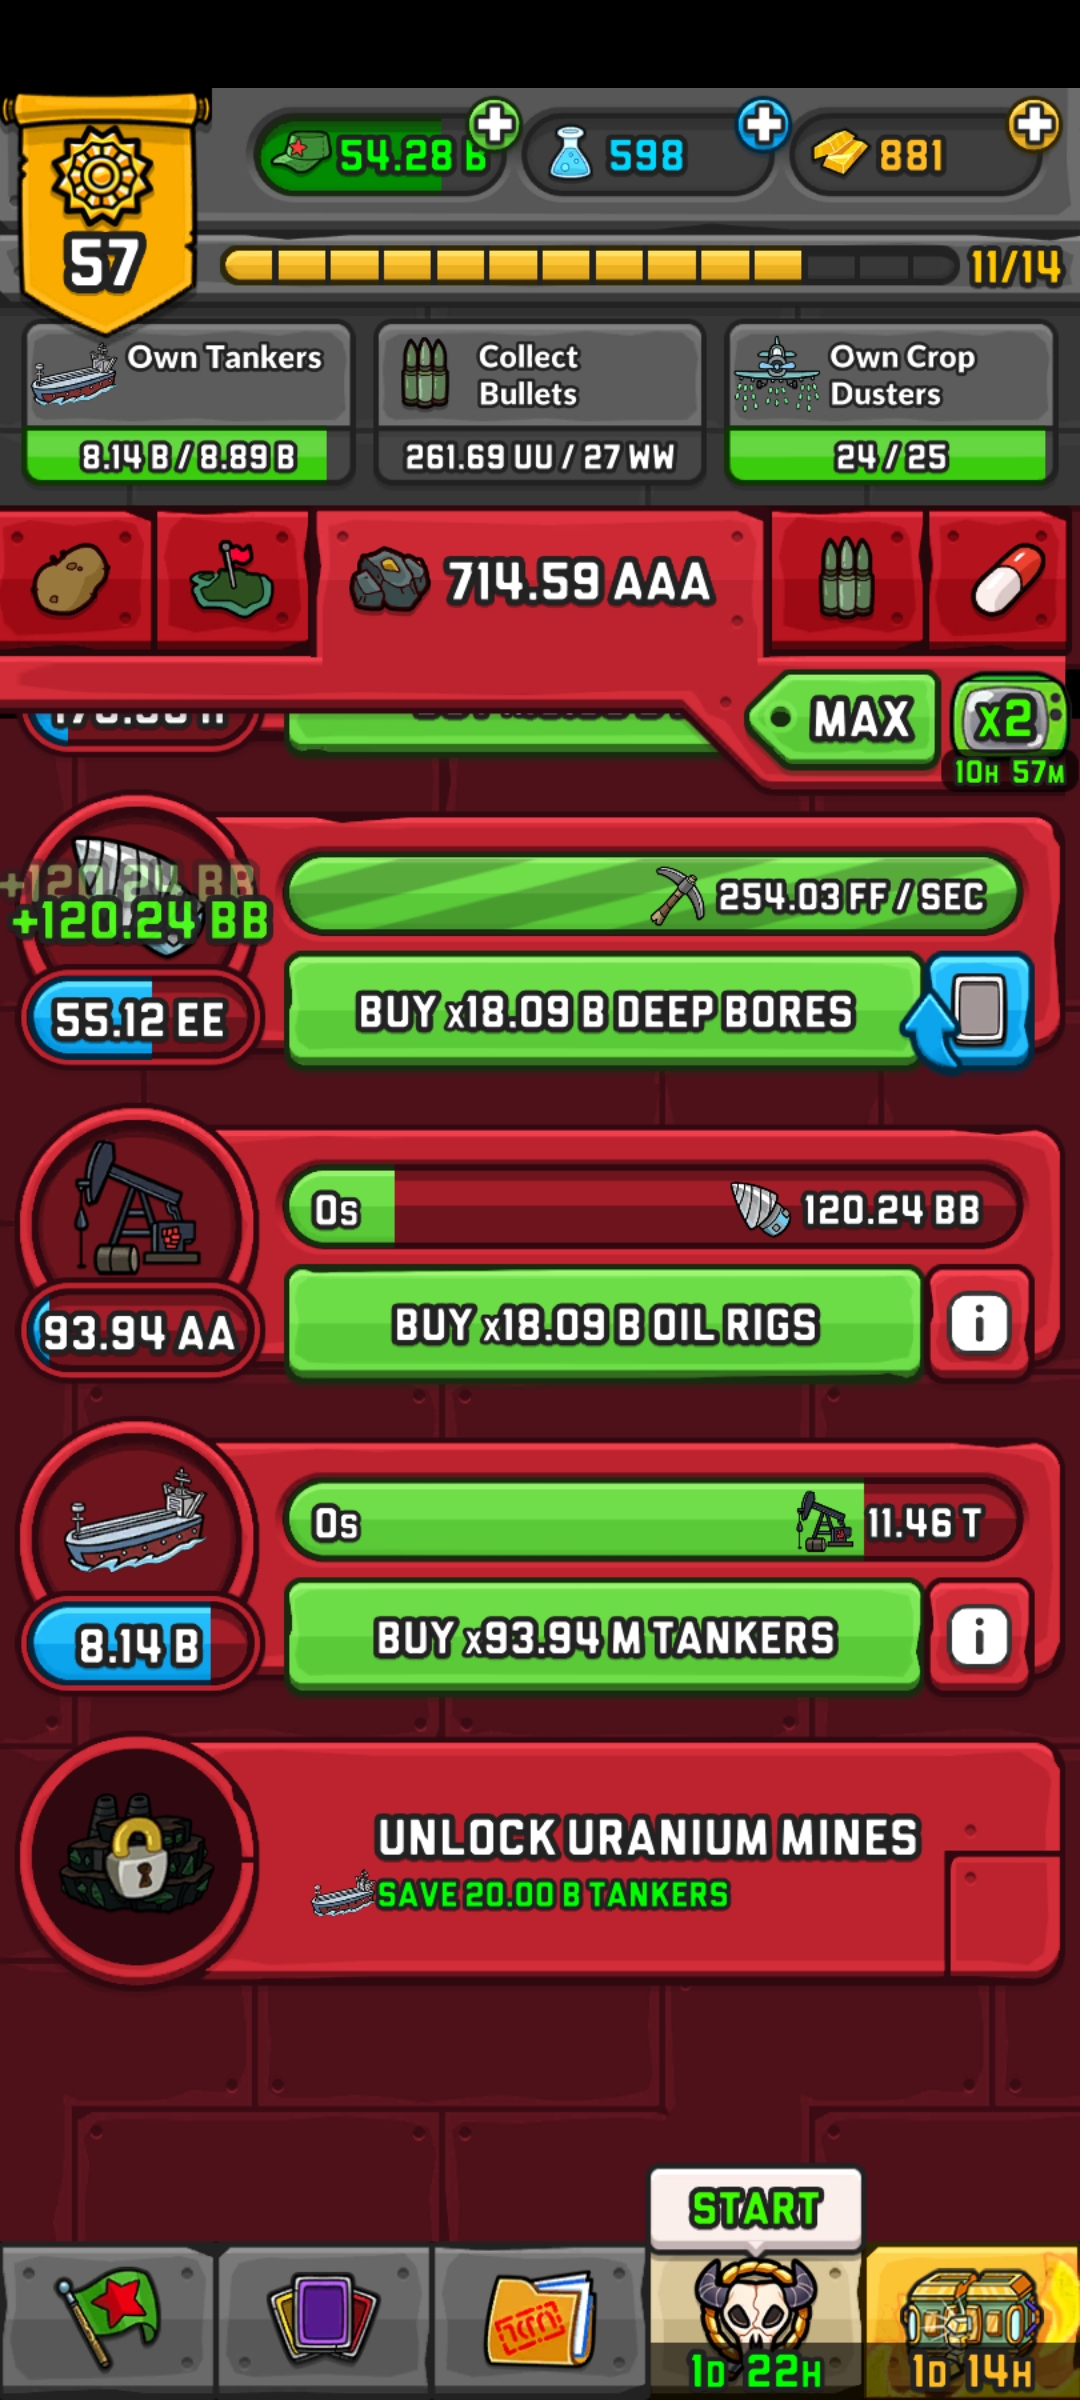 54.28 B
598
881
57
11/14
Own Tankers
8.14 B / 8.89 B
Collect
Bullets
261.69 UU / 27 WW
Own Crop
Dusters
24 / 25
714.59 AAA
MAX
x2
10H 57M
+120.24 BB
+120.24 BB
254.03 FF / SEC
55.12 EE
BUY x18.09 B DEEP BORES
0s
120.24 BB
93.94 AA
BUY x18.09 B OIL RIGS
i
0s
11.46 T
8.14 B
BUY x93.94 M TANKERS
i
UNLOCK URANIUM MINES
SAVE 20.00 B TANKERS
START
1D 22H
1D 14H